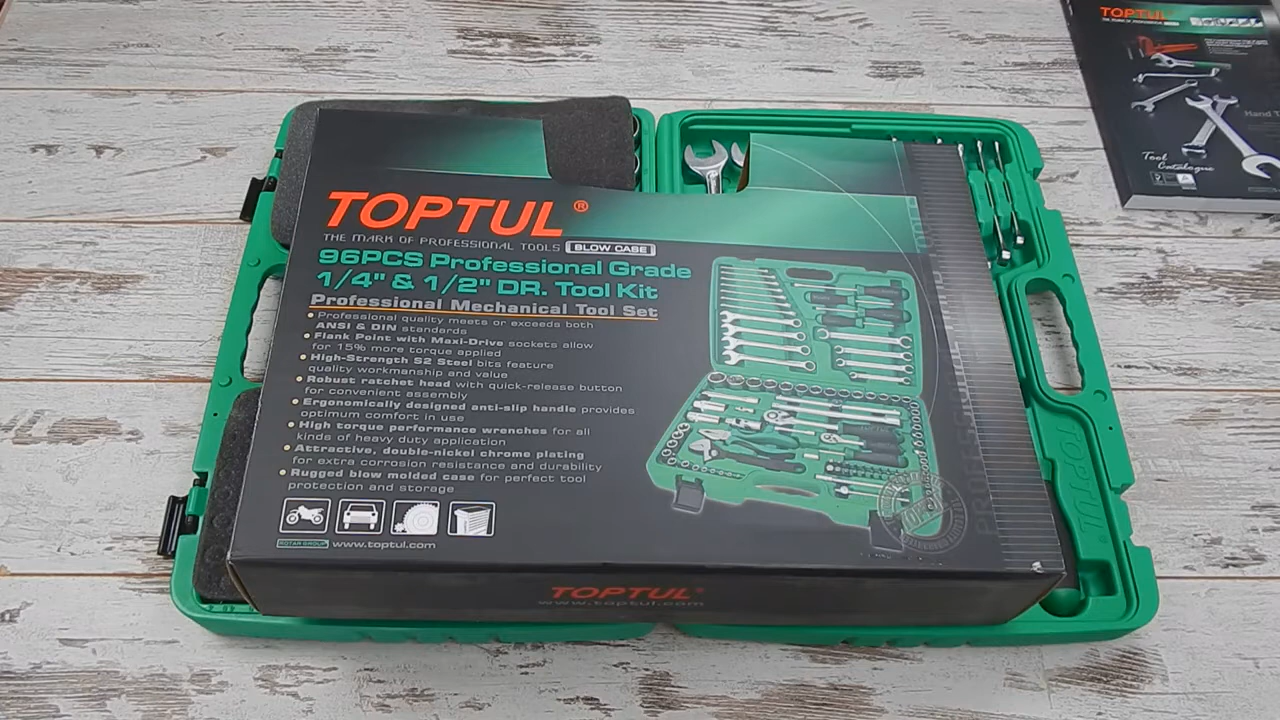 TOPTUL
Tool
Catalogue
TOPTUL®
THE MARK OF PROFESSIONAL TOOLS BLOW CASE
96PCS Professional Grade
1/4" & 1/2" DR. Tool Kit
Professional Mechanical Tool Set
• Professional quality meets or exceeds both
ANSI & DIN standards
• Flank Point with Maxi-Drive sockets allow
for 15% more torque applied
• High-Strength S2 Steel bits feature
quality workmanship and value
• Robust ratchet head with quick-release button
for convenient assembly
• Ergonomically designed anti-slip handle provides
optimum comfort in use
• High torque performance wrenches for all
kinds of heavy duty application
• Attractive, double-nickel chrome plating
for extra corrosion resistance and durability
• Rugged blow molded case for perfect tool
protection and storage
ROTAR GROUP www.toptul.com
TOPTUL
www.toptul.com
TOPTUL